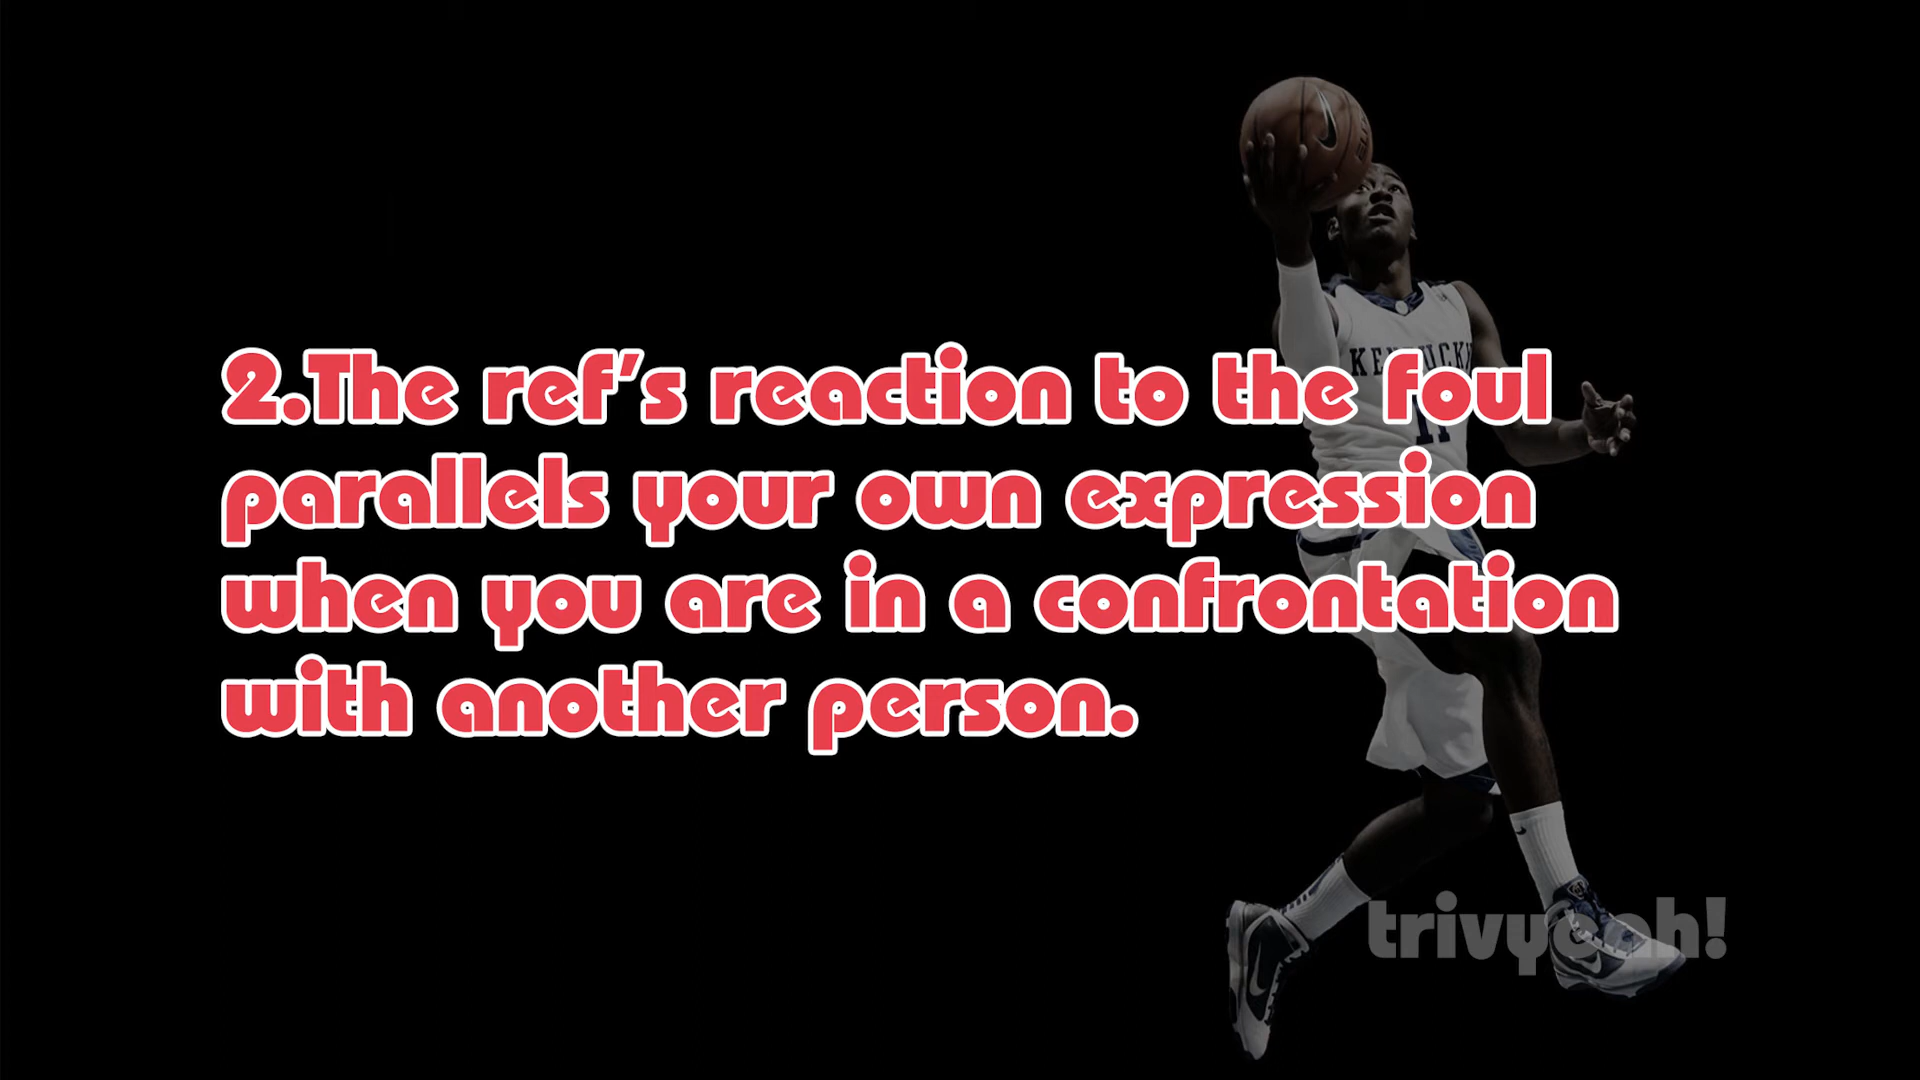 2.The ref’s reaction to the foul
parallels your own expression
when you are in a confrontation
with another person.
trivyeah!